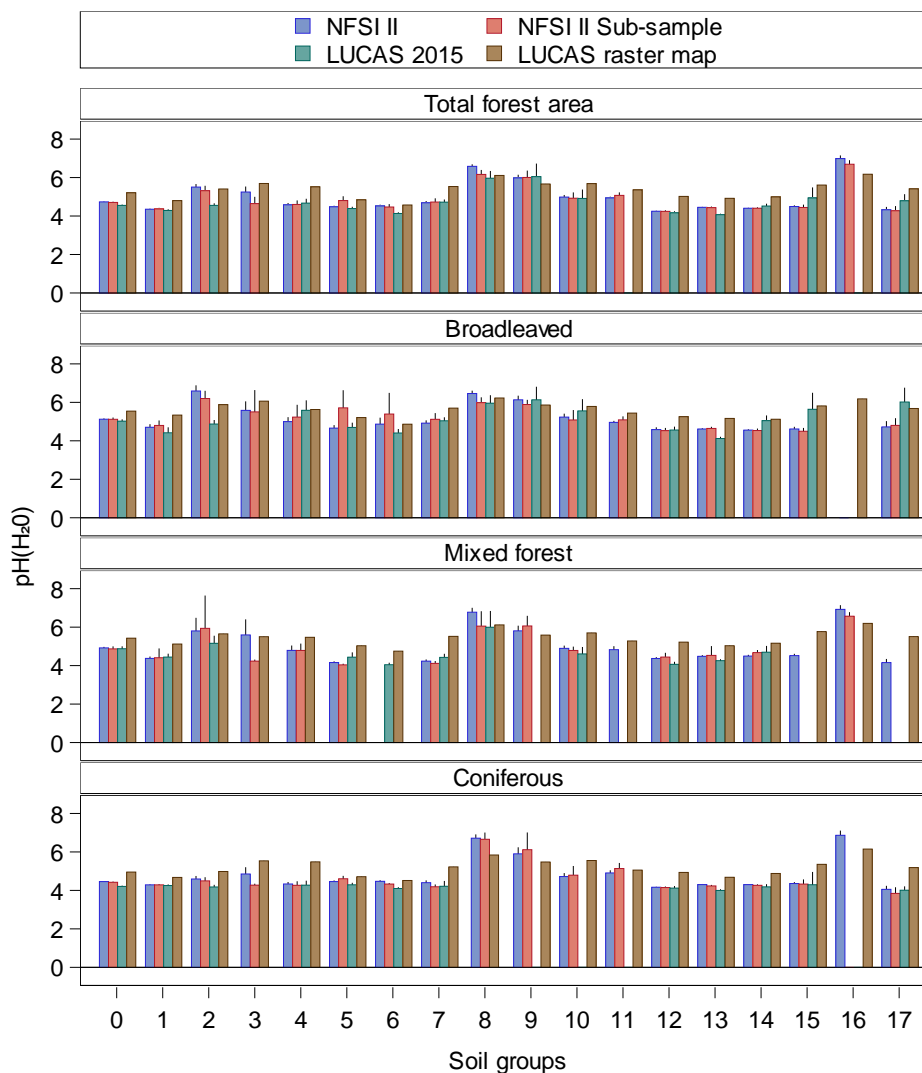 NFSI II NFSI II Sub-sample
LUCAS 2015 LUCAS raster map
Total forest area
8
6
4
2
0
Broadleaved
8
6
4
2
0
Mixed forest
8
6
4
2
0
Coniferous
8
6
4
2
0
pH(H₂0)
0 1 2 3 4 5 6 7 8 9 10 11 12 13 14 15 16 17
Soil groups